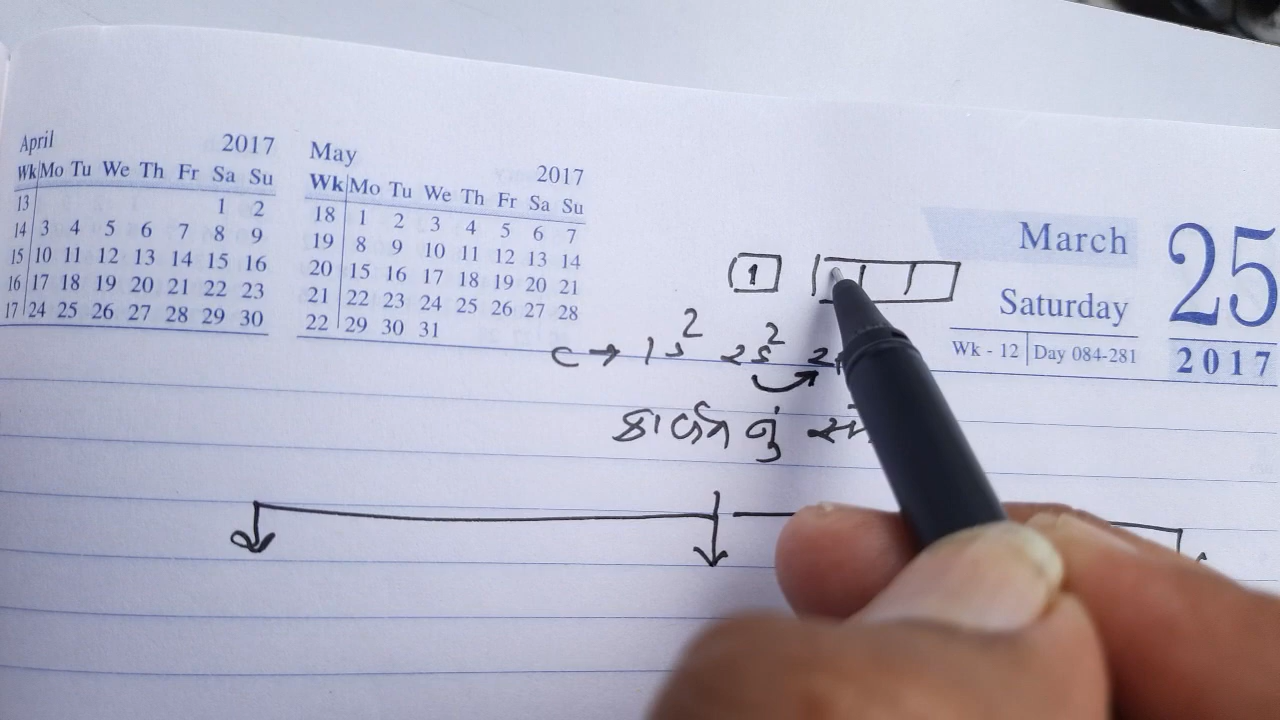 April 2017
Wk Mo Tu We Th Fr Sa Su
13 1 2
14 3 4 5 6 7 8 9
15 10 11 12 13 14 15 16
16 17 18 19 20 21 22 23
17 24 25 26 27 28 29 30
May 2017
Wk Mo Tu We Th Fr Sa Su
18 1 2 3 4 5 6 7
19 8 9 10 11 12 13 14
20 15 16 17 18 19 20 21
21 22 23 24 25 26 27 28
22 29 30 31
March 25
Saturday
Wk - 12 Day 084-281 2017
1
C → 1s² 2s² 2
કાર્બન નું